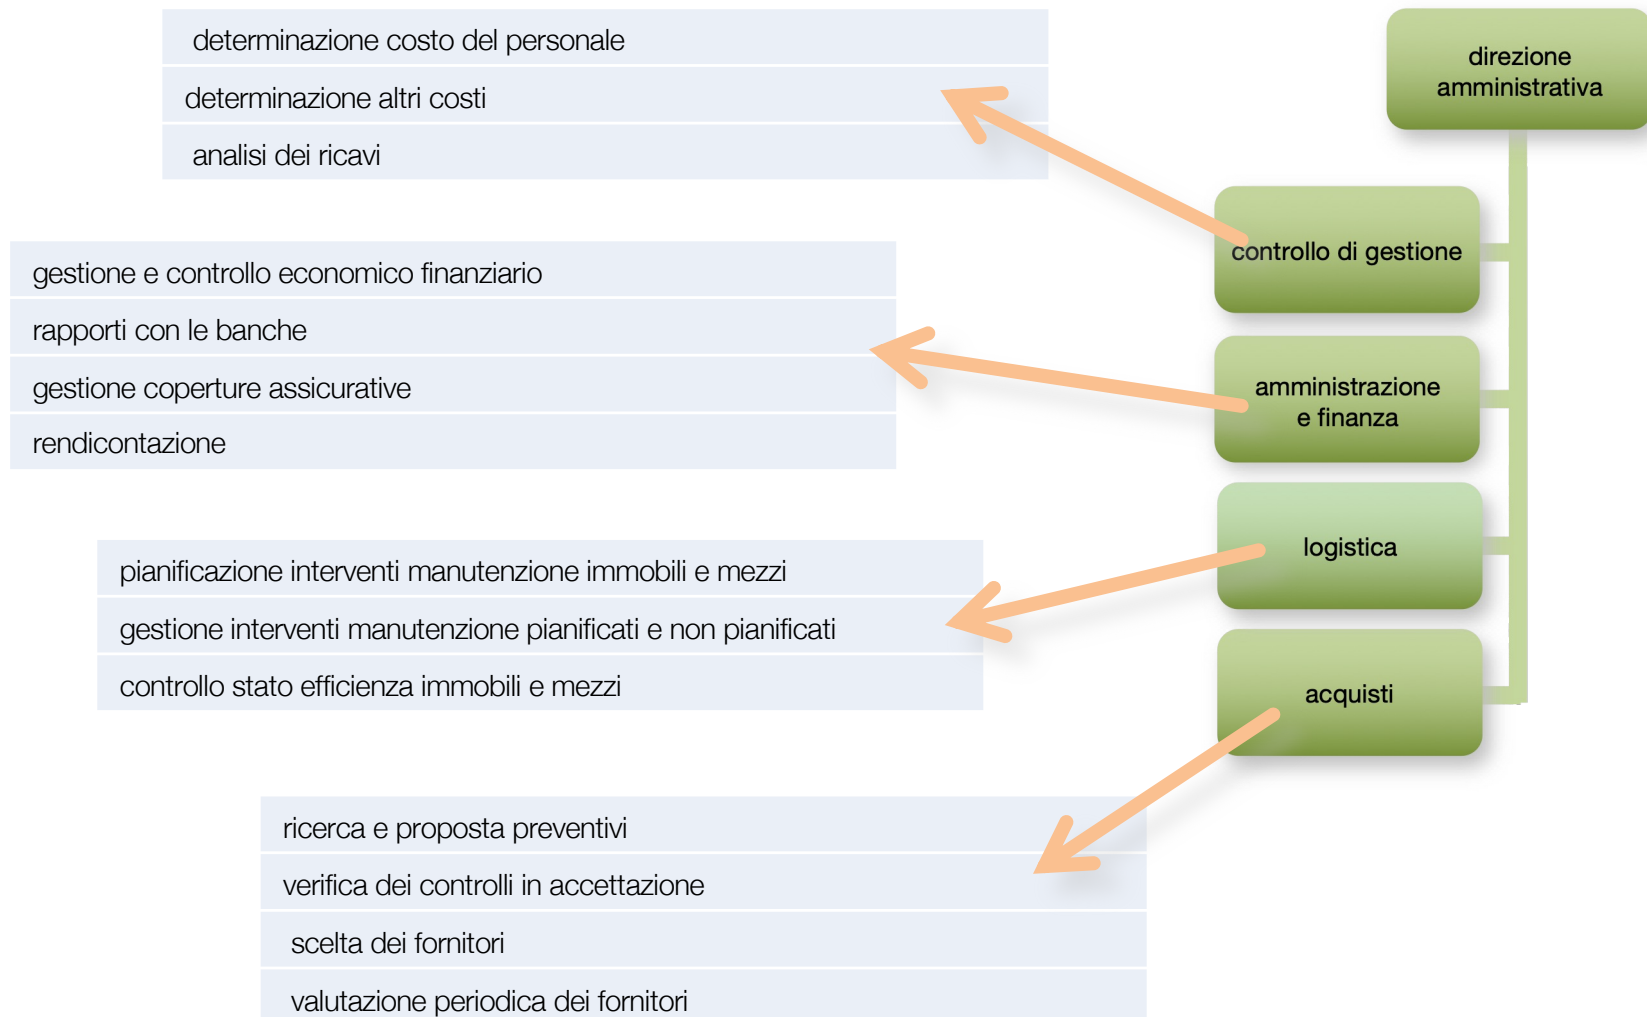 determinazione costo del personale
determinazione altri costi
analisi dei ricavi
direzione
amministrativa
controllo di gestione
gestione e controllo economico finanziario
rapporti con le banche
gestione coperture assicurative
rendicontazione
amministrazione
e finanza
pianificazione interventi manutenzione immobili e mezzi
gestione interventi manutenzione pianificati e non pianificati
controllo stato efficienza immobili e mezzi
logistica
acquisti
ricerca e proposta preventivi
verifica dei controlli in accettazione
scelta dei fornitori
valutazione periodica dei fornitori